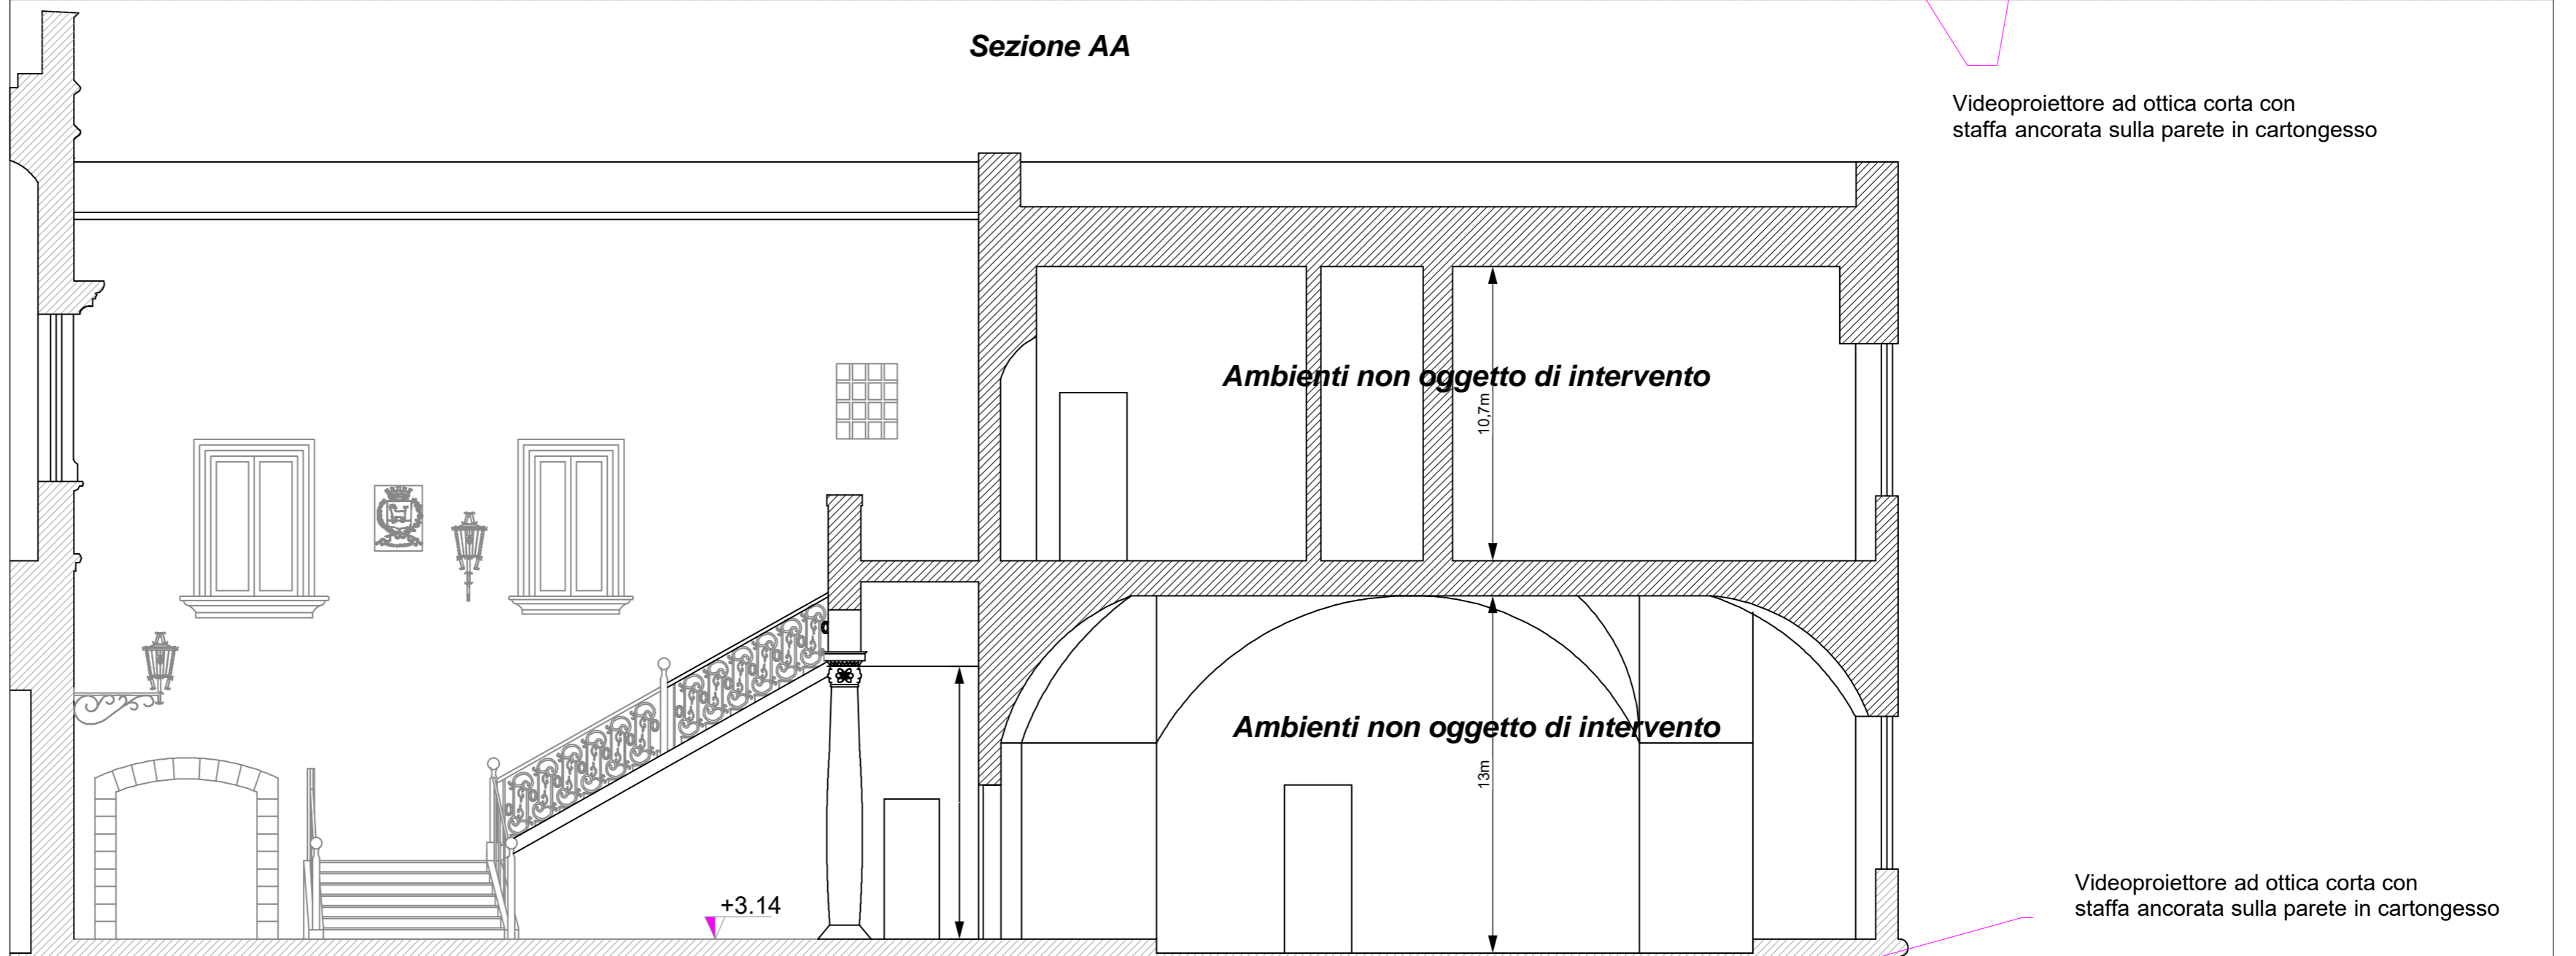 Sezione AA
Videoproiettore ad ottica corta con
staffa ancorata sulla parete in cartongesso
Ambienti non oggetto di intervento
10,7m
Ambienti non oggetto di intervento
13m
+3.14
Videoproiettore ad ottica corta con
staffa ancorata sulla parete in cartongesso